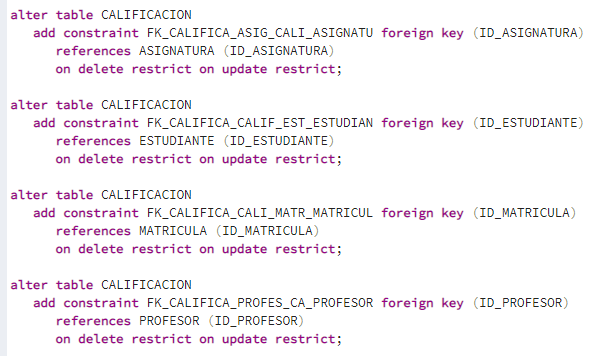 alter table CALIFICACION
add constraint FK_CALIFICA_ASIG_CALI_ASIGNATU foreign key (ID_ASIGNATURA)
references ASIGNATURA (ID_ASIGNATURA)
on delete restrict on update restrict;
alter table CALIFICACION
add constraint FK_CALIFICA_CALIF_EST_ESTUDIAN foreign key (ID_ESTUDIANTE)
references ESTUDIANTE (ID_ESTUDIANTE)
on delete restrict on update restrict;
alter table CALIFICACION
add constraint FK_CALIFICA_CALI_MATR_MATRICUL foreign key (ID_MATRICULA)
references MATRICULA (ID_MATRICULA)
on delete restrict on update restrict;
alter table CALIFICACION
add constraint FK_CALIFICA_PROFES_CA_PROFESOR foreign key (ID_PROFESOR)
references PROFESOR (ID_PROFESOR)
on delete restrict on update restrict;